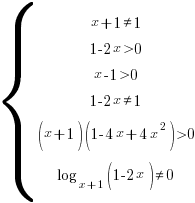 x+1≠1
1-2x>0
x-1>0
1-2x≠1
(x+1)(1-4x+4x²)>0
logₓ₊₁(1-2x)≠0